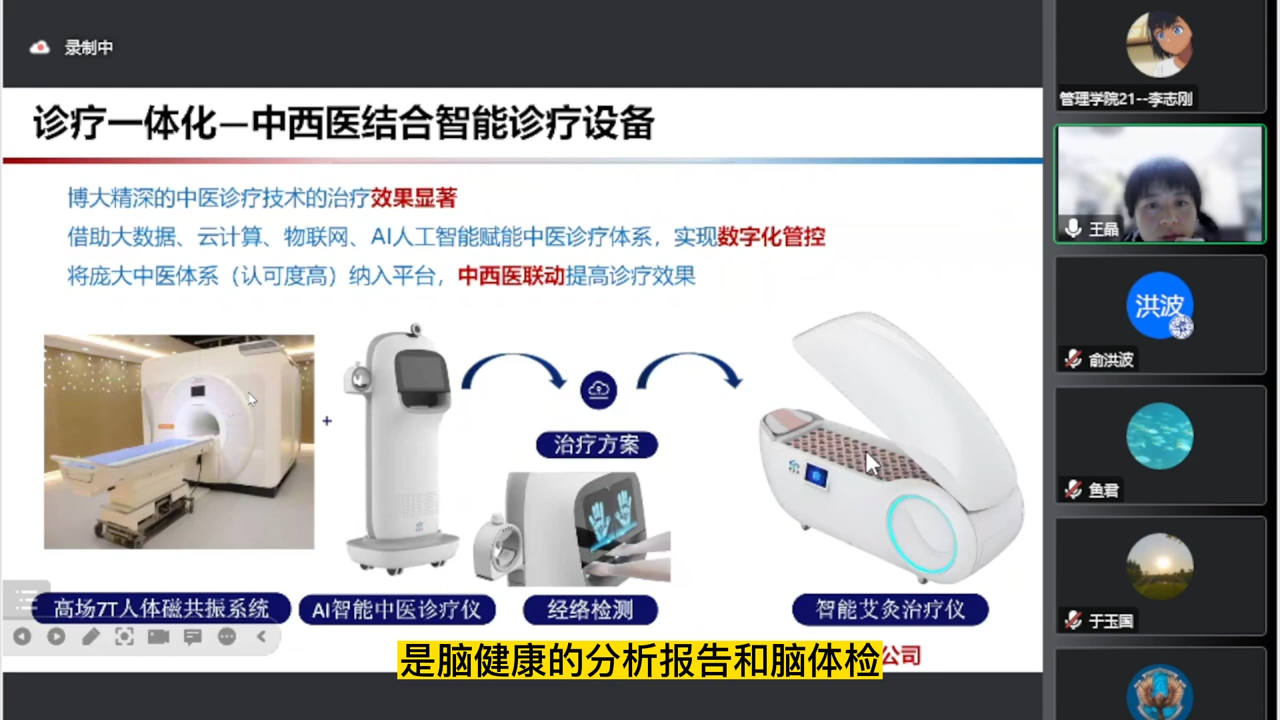 录制中
诊疗一体化—中西医结合智能诊疗设备
博大精深的中医诊疗技术的治疗效果显著
借助大数据、云计算、物联网、AI人工智能赋能中医诊疗体系，实现数字化管控
将庞大中医体系（认可度高）纳入平台，中西医联动提高诊疗效果
+
治疗方案
高场7T人体磁共振系统
AI智能中医诊疗仪
经络检测
智能艾灸治疗仪
公司
是脑健康的分析报告和脑体检
管理学院21--李志刚
王晶
洪波
俞洪波
鱼君
于玉国